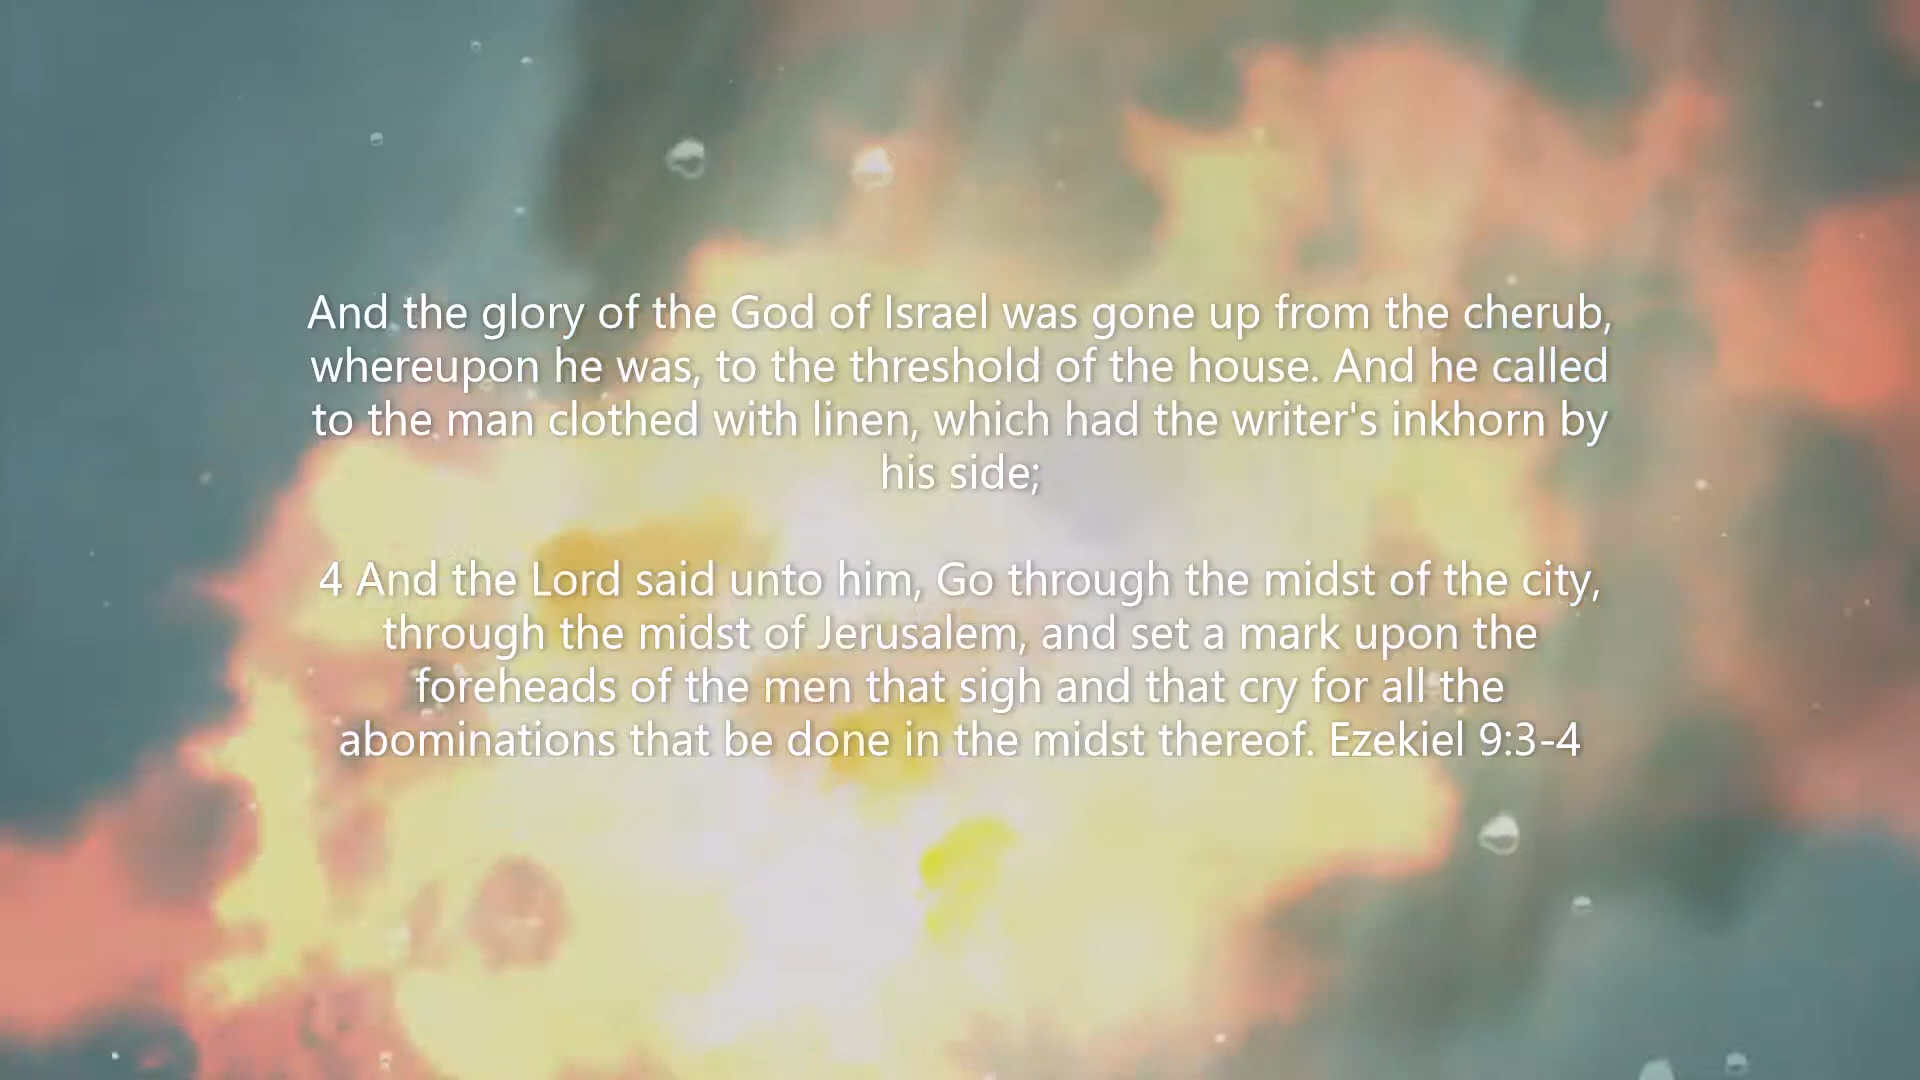 And the glory of the God of Israel was gone up from the cherub,
whereupon he was, to the threshold of the house. And he called
to the man clothed with linen, which had the writer's inkhorn by
his side;
4 And the Lord said unto him, Go through the midst of the city,
through the midst of Jerusalem, and set a mark upon the
foreheads of the men that sigh and that cry for all the
abominations that be done in the midst thereof. Ezekiel 9:3-4